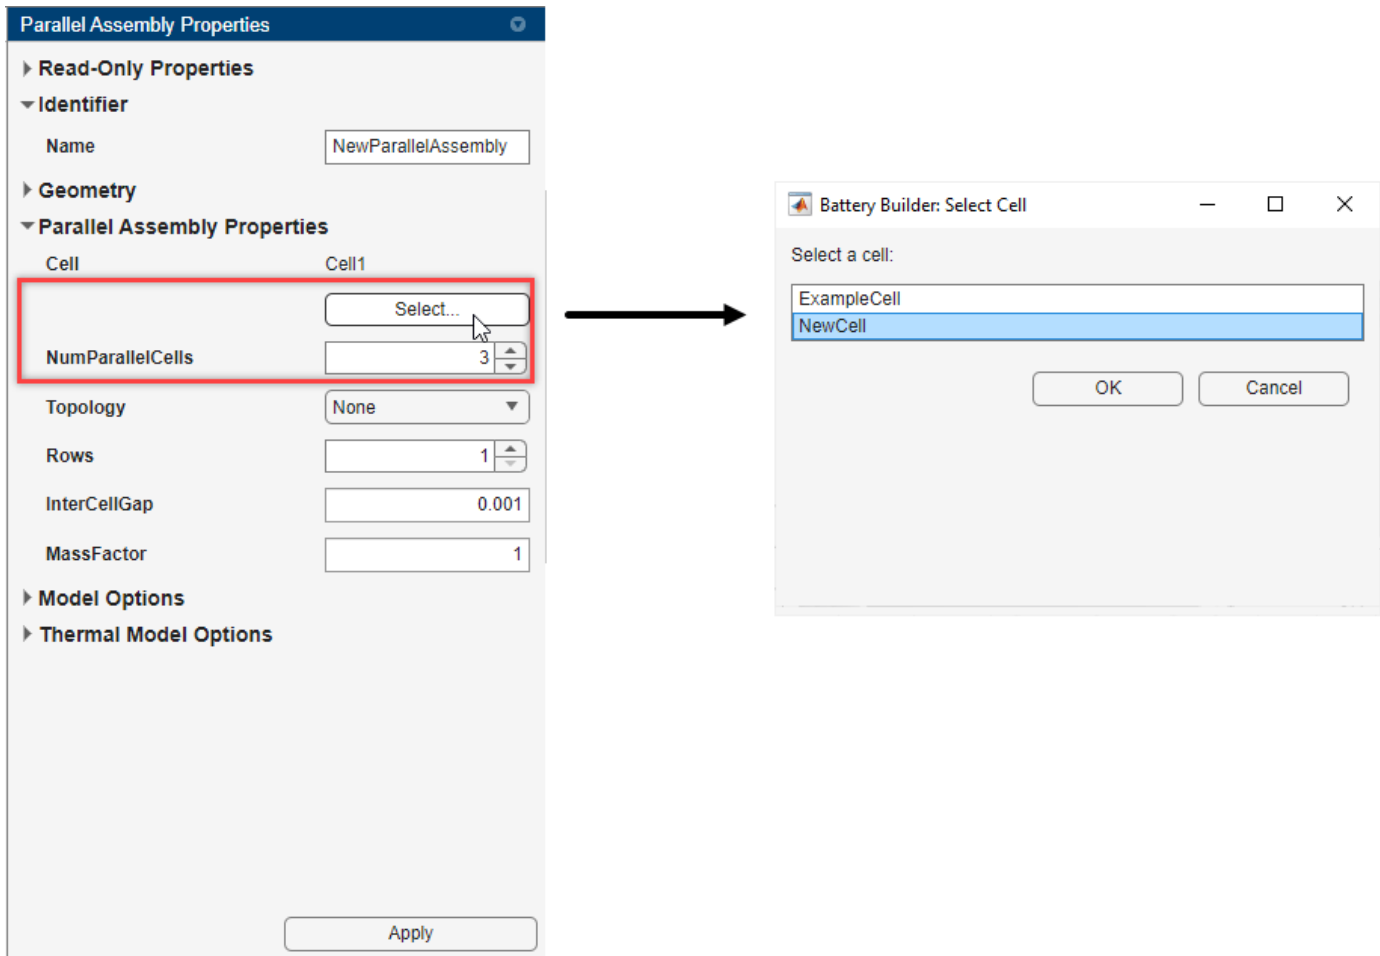 Parallel Assembly Properties
Read-Only Properties
Identifier
Name NewParallelAssembly
Geometry
Parallel Assembly Properties
Cell Cell1
Select...
NumParallelCells 3
Topology None
Rows 1
InterCellGap 0.001
MassFactor 1
Model Options
Thermal Model Options
Apply
Battery Builder: Select Cell
Select a cell:
ExampleCell
NewCell
OK Cancel